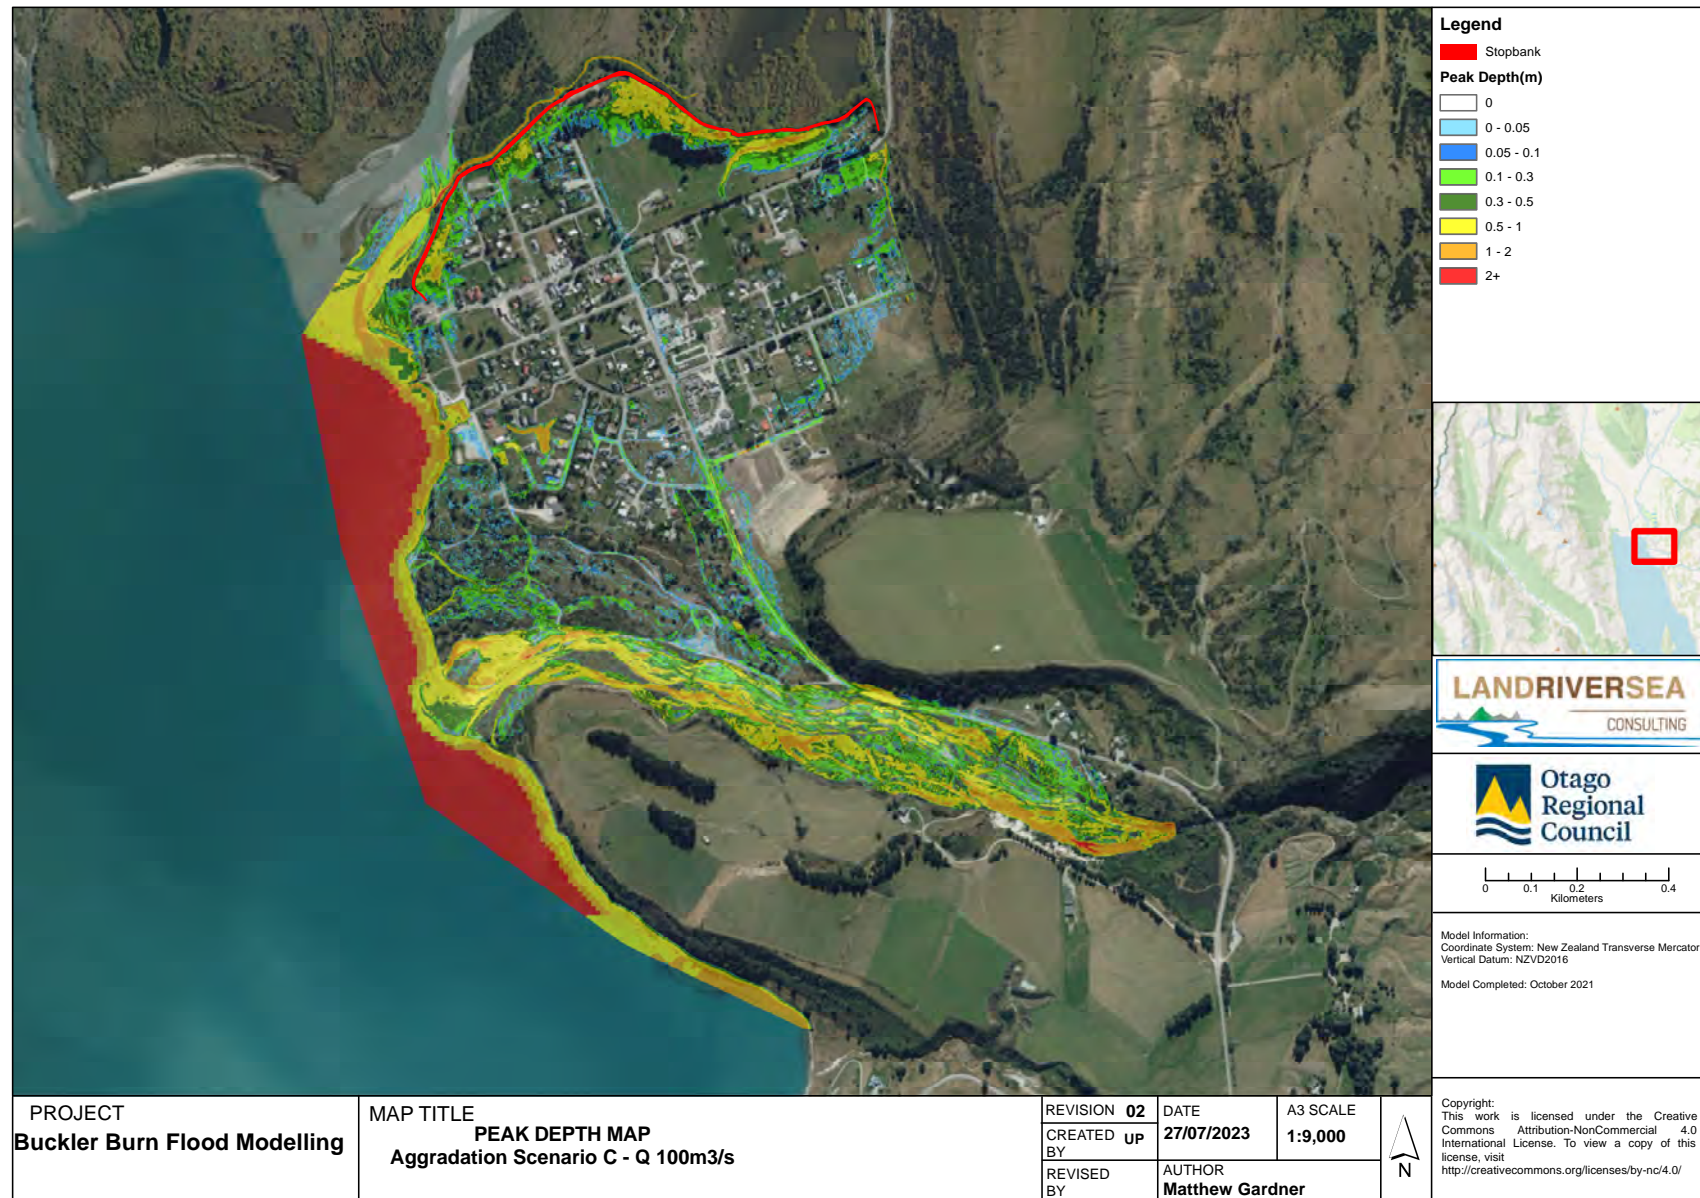 Legend
Stopbank
Peak Depth(m)
0
0 - 0.05
0.05 - 0.1
0.1 - 0.3
0.3 - 0.5
0.5 - 1
1 - 2
2+
LANDRIVERSEA
CONSULTING
Otago
Regional
Council
0 0.1 0.2 0.4
Kilometers
Model Information:
Coordinate System: New Zealand Transverse Mercator
Vertical Datum: NZVD2016
Model Completed: October 2021
Copyright:
This work is licensed under the Creative
Commons Attribution-NonCommercial 4.0
International License. To view a copy of this
license, visit
http://creativecommons.org/licenses/by-nc/4.0/
PROJECT
Buckler Burn Flood Modelling
MAP TITLE
PEAK DEPTH MAP
Aggradation Scenario C - Q 100m3/s
REVISION 02
CREATED BY UP
REVISED BY
DATE
27/07/2023
A3 SCALE
1:9,000
AUTHOR
Matthew Gardner
N